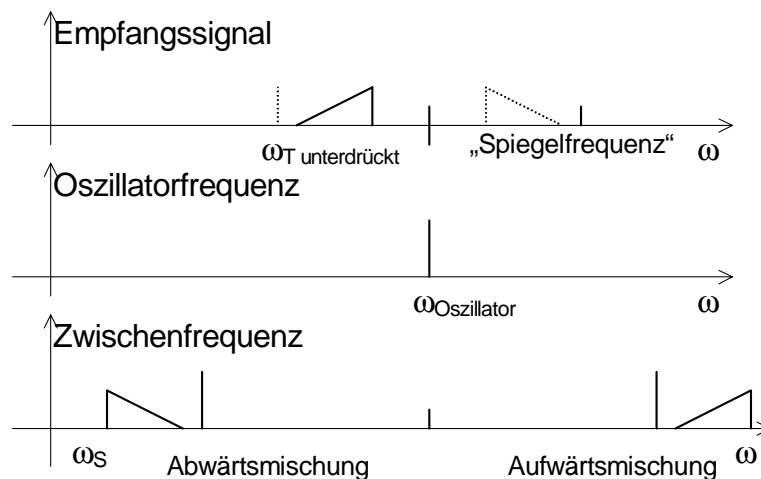 Empfangssignal
ωT unterdrückt
„Spiegelfrequenz“
ω
Oszillatorfrequenz
ωOszillator
ω
Zwischenfrequenz
ωS
Abwärtsmischung
Aufwärtsmischung
ω